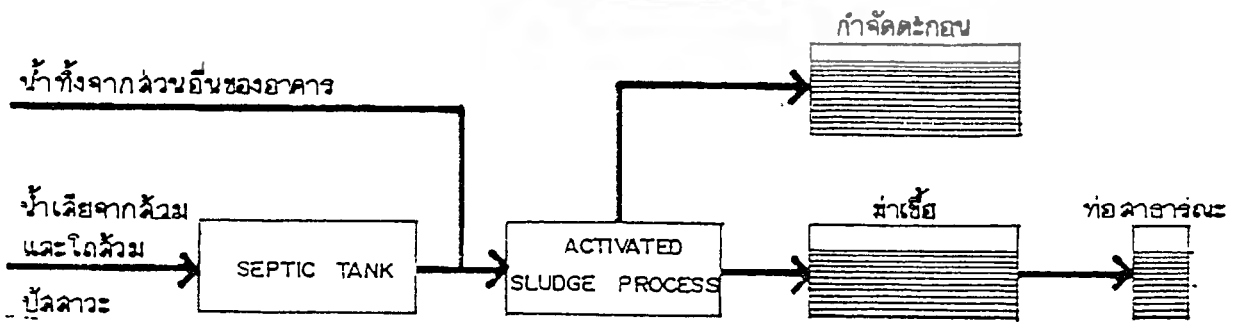 กำจัดตะกอน
น้ำทิ้งจากส่วนอื่นของอาคาร
น้ำเสียจากส้วม
และโถส้วม
ปัสสาวะ
SEPTIC TANK
ACTIVATED
SLUDGE PROCESS
ฆ่าเชื้อ
ท่อสาธารณะ